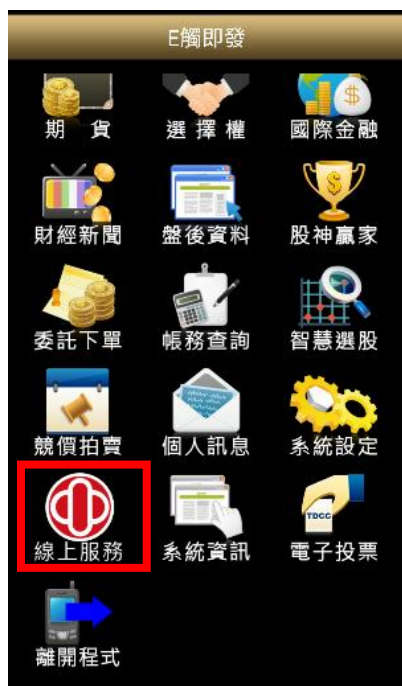 E觸即發
期 貨 選 擇 權 國際金融
財經新聞 盤後資料 股神贏家
委託下單 帳務查詢 智慧選股
競價拍賣 個人訊息 系統設定
TDCC
線上服務 系統資訊 電子投票
離開程式